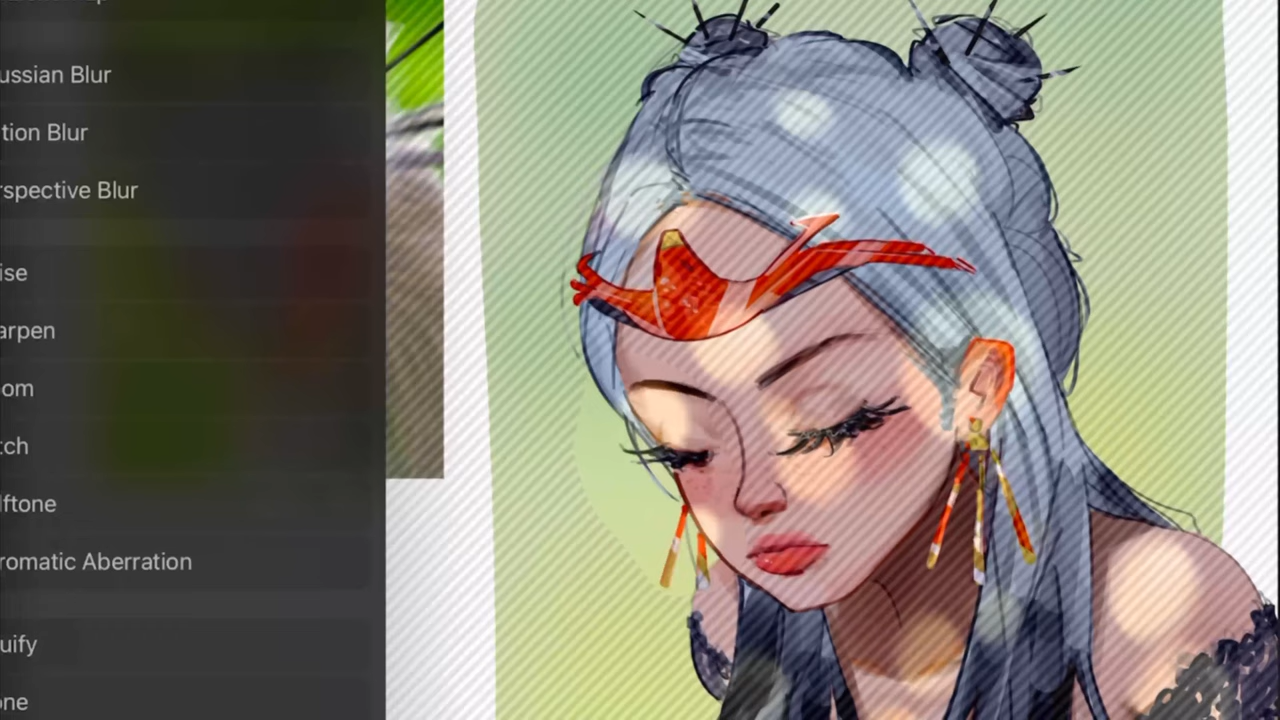 ussian Blur
tion Blur
rspective Blur
ise
arpen
om
tch
lftone
romatic Aberration
uify
one